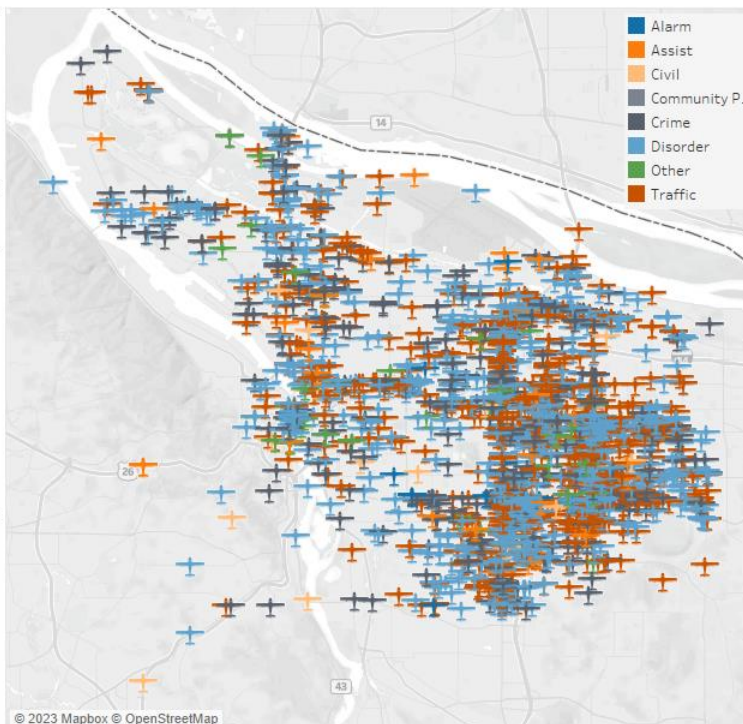 Alarm
Assist
Civil
Community P.
Crime
Disorder
Other
Traffic
14
26
43
© 2023 Mapbox © OpenStreetMap